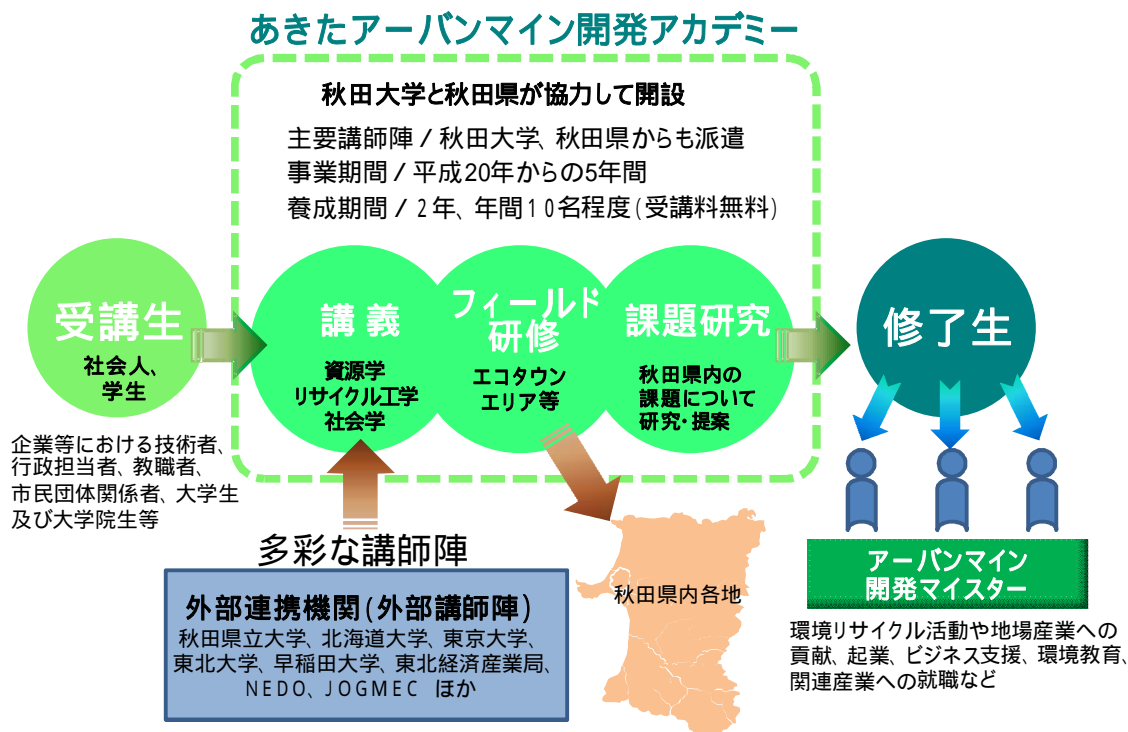 あきたアーバンマイン開発アカデミー
秋田大学と秋田県が協力して開設
主要講師陣/秋田大学、秋田県からも派遣
事業期間/平成20年からの5年間
養成期間/2年、年間10名程度(受講料無料)
受講生
社会人、
学生
企業等における技術者、
行政担当者、教職者、
市民団体関係者、大学生
及び大学院生等
講義
資源学
リサイクル工学
社会学
フィールド
研修
エコタウン
エリア等
課題研究
秋田県内の
課題について
研究・提案
修了生
多彩な講師陣
外部連携機関(外部講師陣)
秋田県立大学、北海道大学、東京大学、
東北大学、早稲田大学、東北経済産業局、
NEDO、JOGMEC ほか
秋田県内各地
アーバンマイン
開発マイスター
環境リサイクル活動や地場産業への
貢献、起業、ビジネス支援、環境教育、
関連産業への就職など